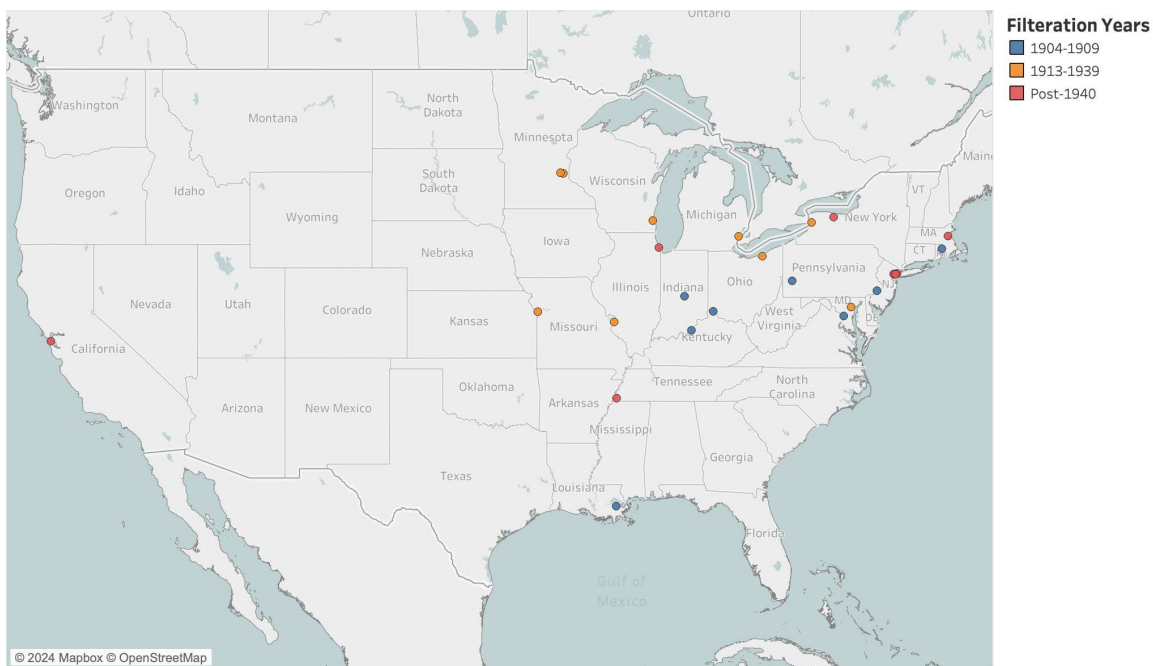 Ontario
Filteration Years
1904-1909
1913-1939
Post-1940
Washington
Montana
North
Dakota
Minnesota
Maine
Oregon
Idaho
South
Dakota
Wisconsin
Michigan
VT
New York
Wyoming
MA
CT
Iowa
Nebraska
Pennsylvania
Illinois
Indiana
Ohio
NJ
Nevada
Utah
Colorado
MD
DE
West
Virginia
Kansas
Missouri
Kentucky
California
Oklahoma
Tennessee
North
Carolina
Arkansas
Arizona
New Mexico
Mississippi
Georgia
Texas
Louisiana
Florida
Gulf of
Mexico
© 2024 Mapbox © OpenStreetMap